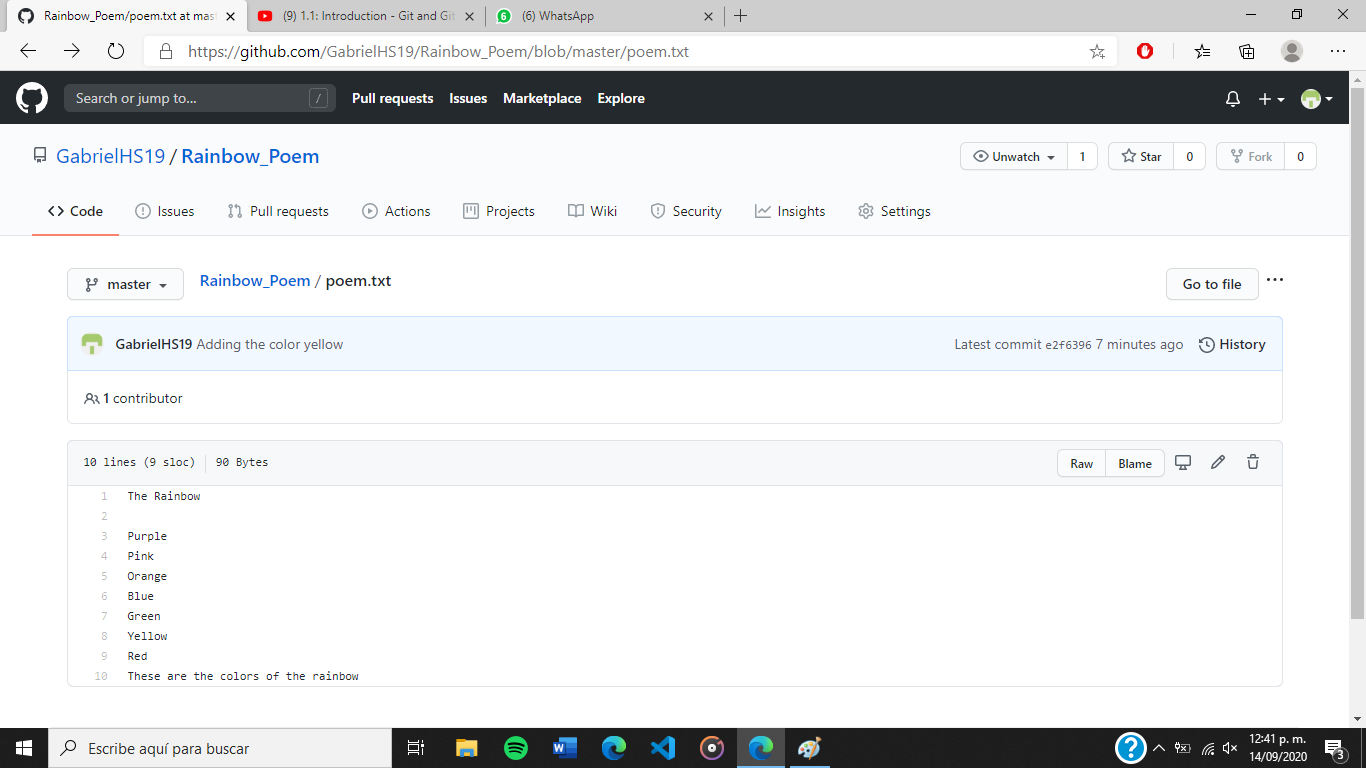 Rainbow_Poem/poem.txt at mast
(9) 1.1: Introduction - Git and Git
6
(6) WhatsApp
https://github.com/GabrielHS19/Rainbow_Poem/blob/master/poem.txt
Search or jump to... /
Pull requests Issues Marketplace Explore
GabrielHS19 / Rainbow_Poem
Unwatch 1 Star 0 Fork 0
Code Issues Pull requests Actions Projects Wiki Security Insights Settings
master Rainbow_Poem / poem.txt Go to file
GabrielHS19 Adding the color yellow Latest commit e2f6396 7 minutes ago History
1 contributor
10 lines (9 sloc) 90 Bytes Raw Blame
1 The Rainbow
2
3 Purple
4 Pink
5 Orange
6 Blue
7 Green
8 Yellow
9 Red
10 These are the colors of the rainbow
Escribe aquí para buscar
12:41 p. m.
14/09/2020
3